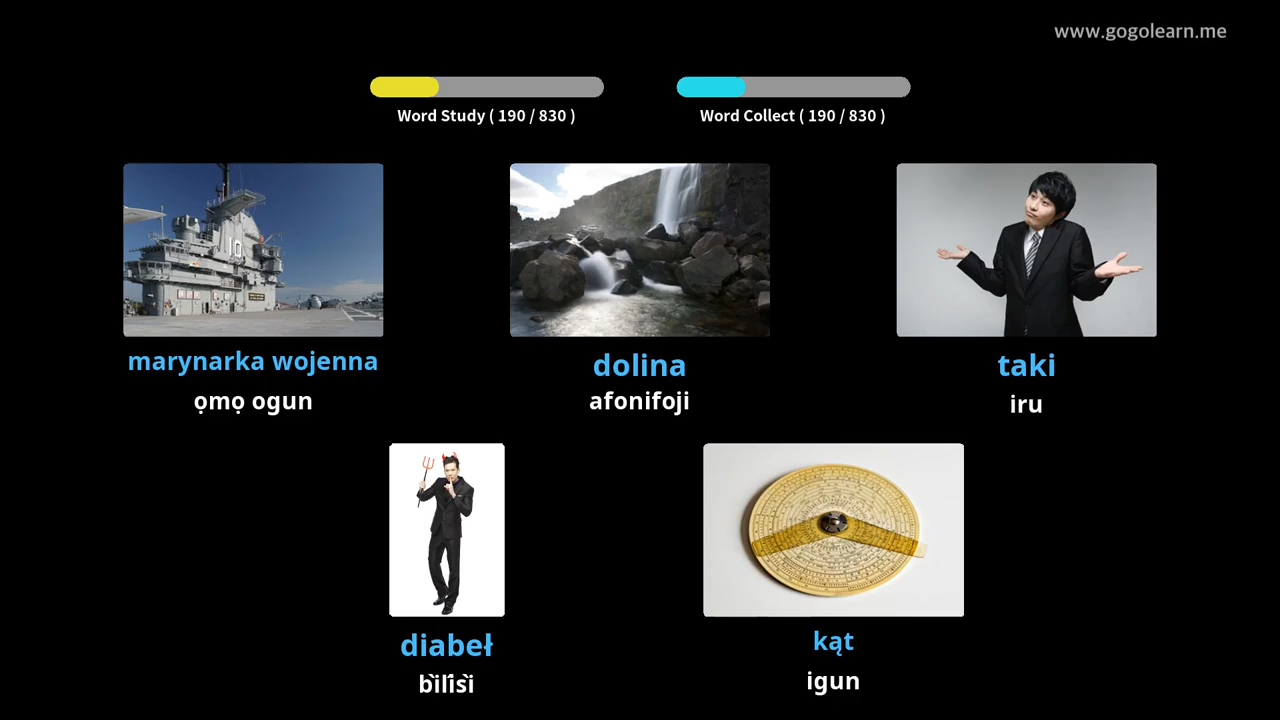 www.gogolearn.me
Word Study ( 190 / 830 )
Word Collect ( 190 / 830 )
10
marynarka wojenna
dolina
taki
ọmọ ogun
afonifoji
iru
diabeł
kąt
bìlísì
igun